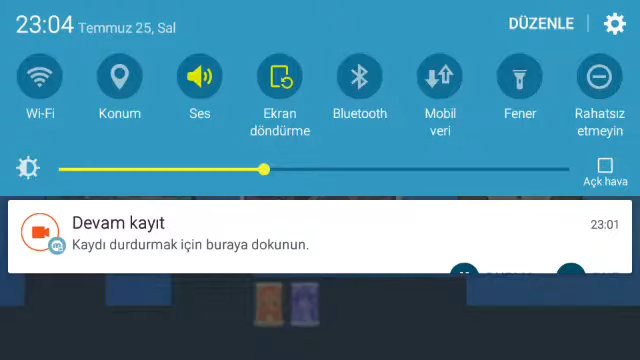 23:04 Temmuz 25, Sal
DÜZENLE
Wi-Fi
Konum
Ses
Ekran
döndürme
Bluetooth
Mobil
veri
Fener
Rahatsız
etmeyin
Açk hava
Devam kayıt
23:01
Kaydı durdurmak için buraya dokunun.